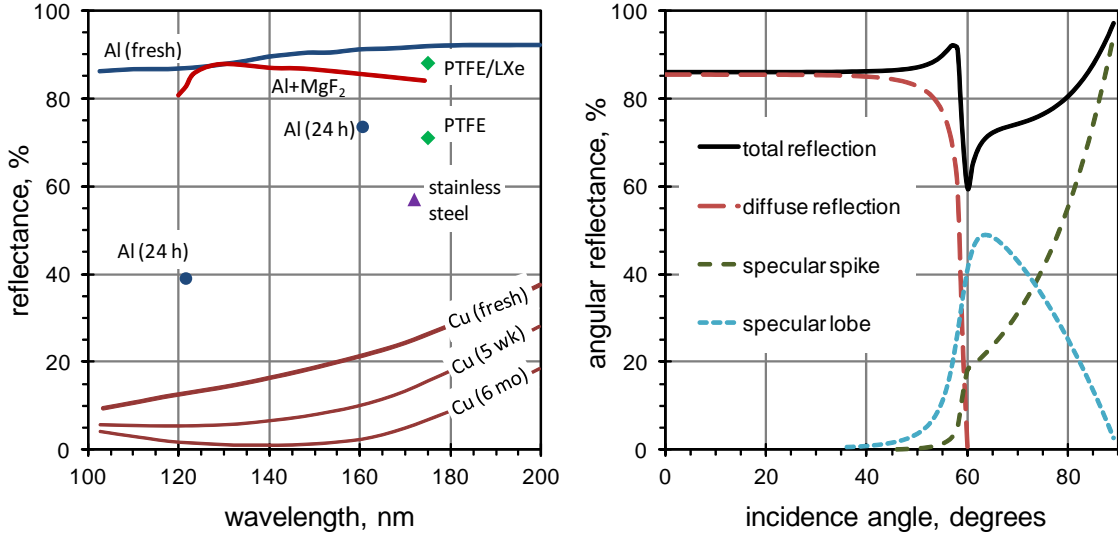 reflectance, %
100
80
60
40
20
0
Al (fresh)
Al+MgF₂
PTFE/LXe
Al (24 h)
PTFE
stainless
steel
Al (24 h)
Cu (fresh)
Cu (5 wk)
Cu (6 mo)
100 120 140 160 180 200
wavelength, nm
angular reflectance, %
100
80
60
40
20
0
total reflection
diffuse reflection
specular spike
specular lobe
0 20 40 60 80
incidence angle, degrees